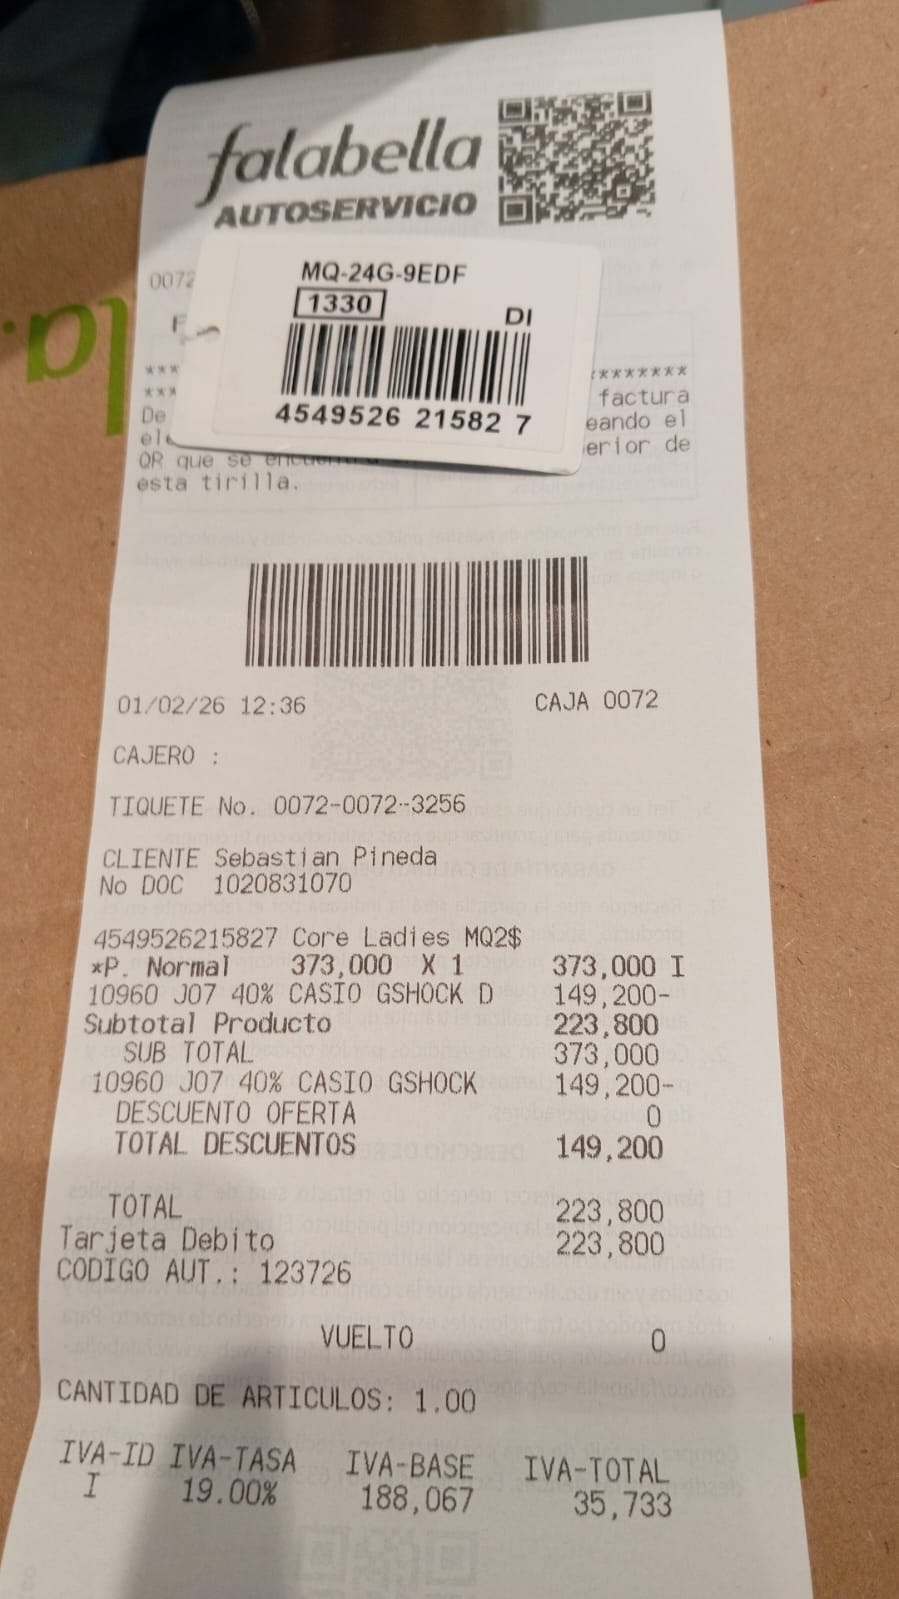 falabella
AUTOSERVICIO
0072
MQ-24G-9EDF
1330
DI
4549526 21582 7
F
*** ********
***
De factura
eando el
erior de
QR que se
esta tirilla.
01/02/26 12:36 CAJA 0072
CAJERO :
TIQUETE No. 0072-0072-3256
CLIENTE Sebastian Pineda
No DOC 1020831070
4549526215827 Core Ladies MQ2$
*P. Normal 373,000 X 1 373,000 I
10960 J07 40% CASIO GSHOCK D 149,200-
Subtotal Producto 223,800
SUB TOTAL 373,000
10960 J07 40% CASIO GSHOCK 149,200-
DESCUENTO OFERTA 0
TOTAL DESCUENTOS 149,200
TOTAL 223,800
Tarjeta Debito 223,800
CODIGO AUT.: 123726
VUELTO 0
CANTIDAD DE ARTICULOS: 1.00
IVA-ID IVA-TASA IVA-BASE IVA-TOTAL
I 19.00% 188,067 35,733